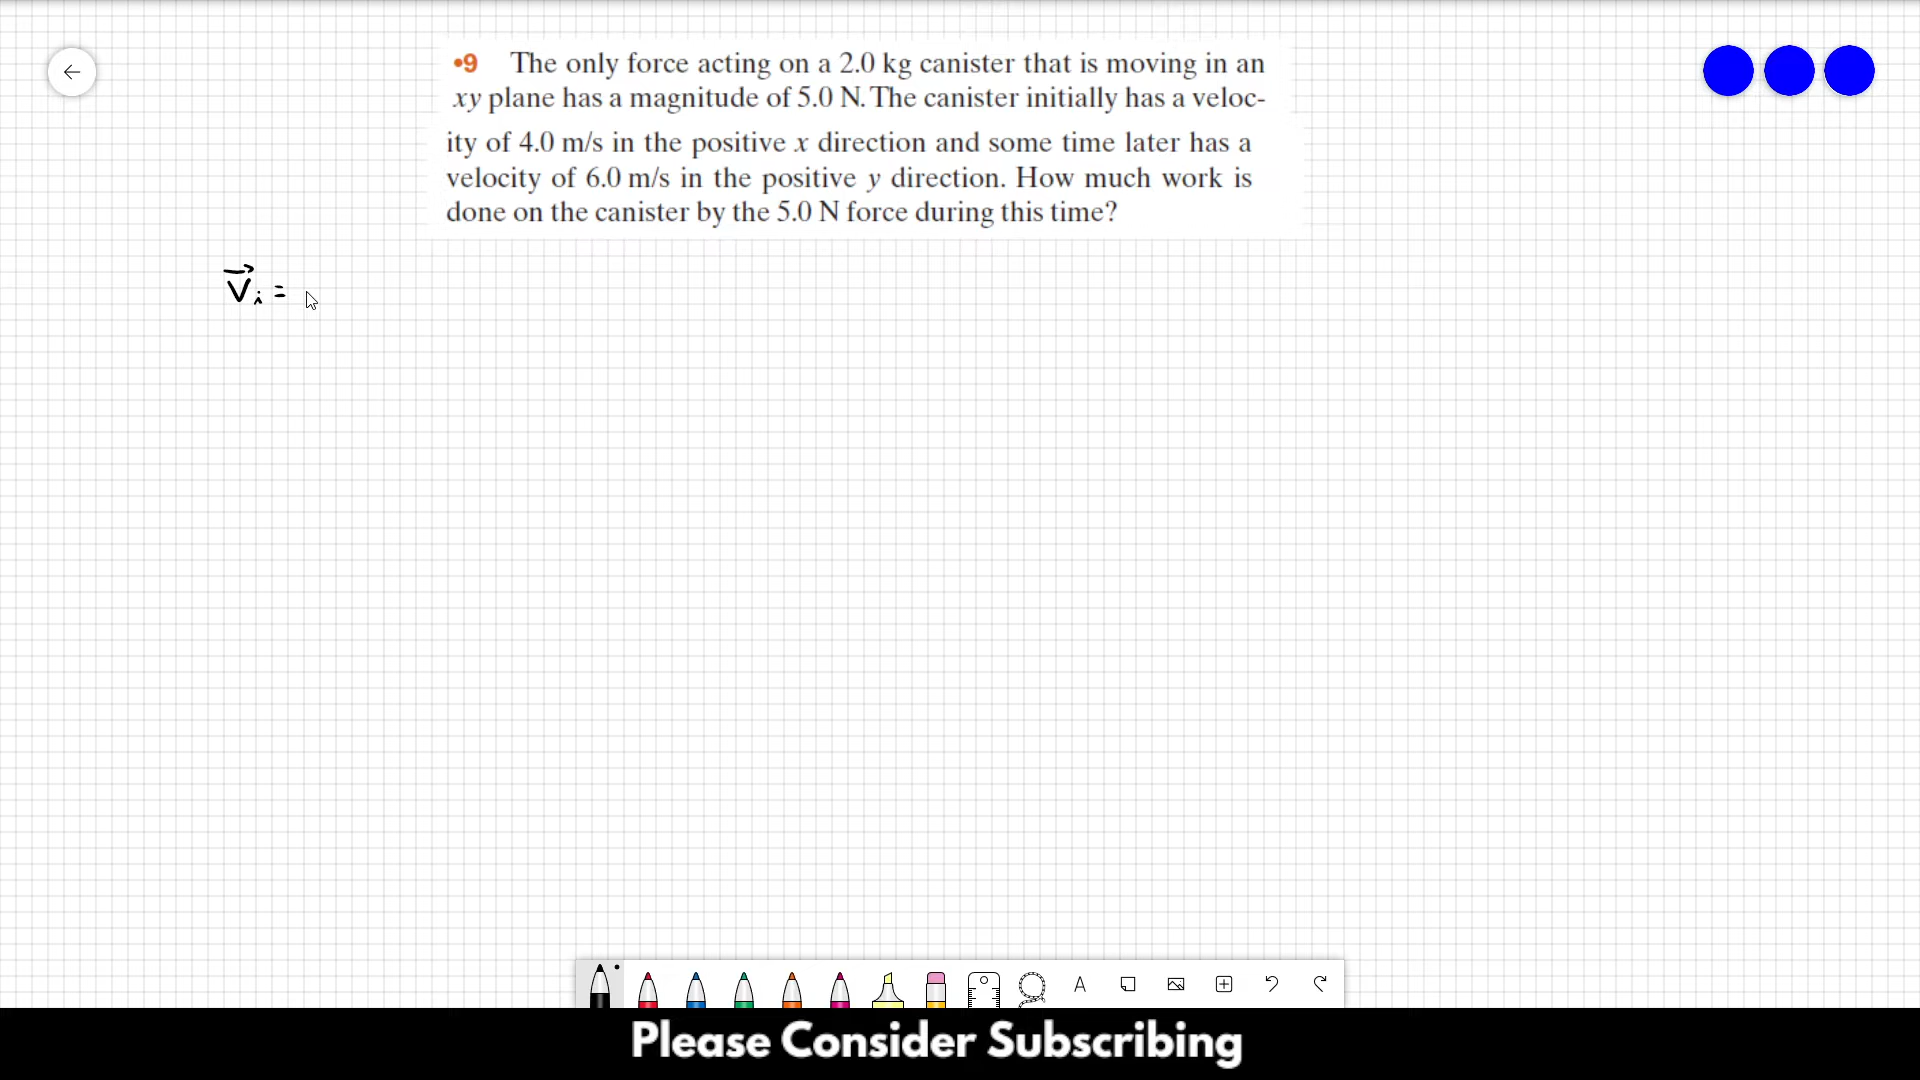 •9 The only force acting on a 2.0 kg canister that is moving in an
xy plane has a magnitude of 5.0 N. The canister initially has a veloc-
ity of 4.0 m/s in the positive x direction and some time later has a
velocity of 6.0 m/s in the positive y direction. How much work is
done on the canister by the 5.0 N force during this time?
V⃗ᵢ =
A
Please Consider Subscribing